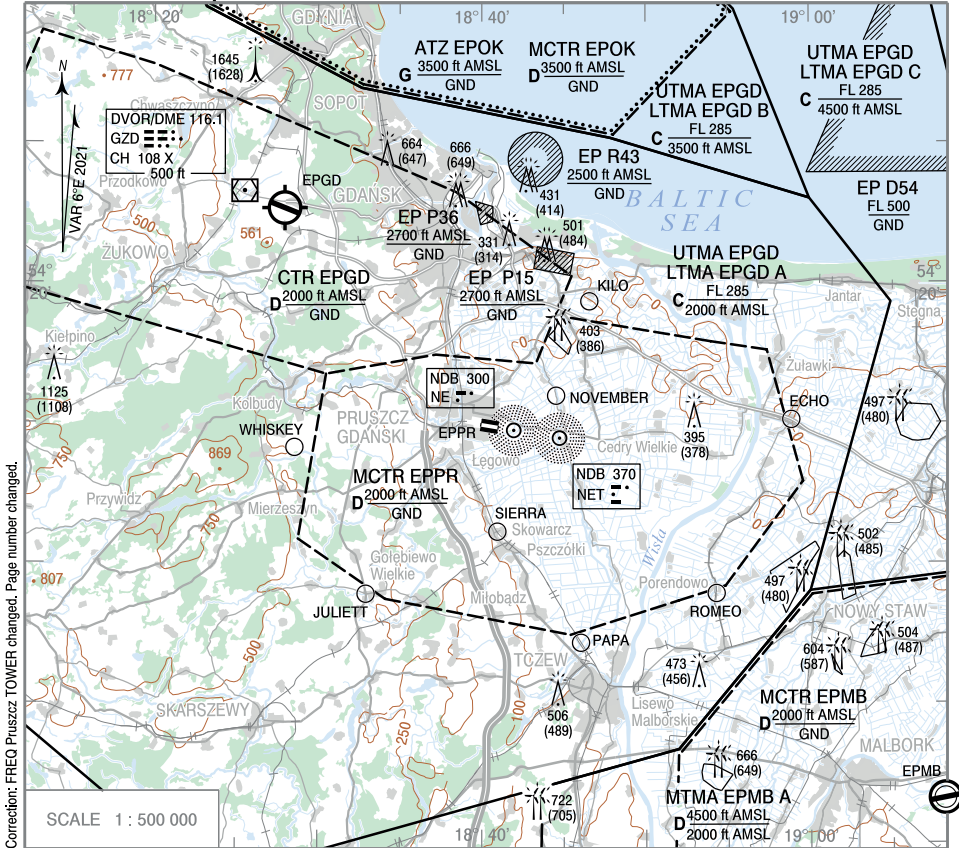 18°20'
18°40'
19°00'
GDYNIA
1645
(1628)
777
N
VAR 6°E 2021
Chwaszczyno
DVOR/DME 116.1
GZD
CH 108 X
500 ft
Przodkowo
500
ŻUKOWO
561
EPGD
GDAŃSK
SOPOT
664
(647)
666
(649)
ATZ EPOK
G 3500 ft AMSL
GND
MCTR EPOK
D 3500 ft AMSL
GND
UTMA EPGD
LTMA EPGD B
C FL 285
3500 ft AMSL
UTMA EPGD
LTMA EPGD C
C FL 285
4500 ft AMSL
EP R43
2500 ft AMSL
GND
431
(414)
BALTIC
SEA
EP D54
FL 500
GND
EP P36
2700 ft AMSL
GND
331
(314)
501
(484)
EP P15
2700 ft AMSL
GND
CTR EPGD
D 2000 ft AMSL
GND
UTMA EPGD
LTMA EPGD A
C FL 285
2000 ft AMSL
54°
20'
54°
20'
KILO
0
0
0
Jantar
Stegna
Kiełpino
1125
(1108)
403
(386)
Żuławki
Kolbudy
NDB 300
NE
NOVEMBER
ECHO
497
(480)
WHISKEY
PRUSZCZ
GDAŃSKI
EPPR
395
(378)
Cedry Wielkie
Łęgowo
869
750
MCTR EPPR
D 2000 ft AMSL
GND
NDB 370
NET
Przywidz
Mierzeszyn
750
SIERRA
Skowarcz
Pszczółki
Wisła
0
502
(485)
807
Gołębiewo
Wielkie
JULIETT
Miłobądz
Porendowo
ROMEO
497
(480)
NOWY STAW
504
(487)
604
(587)
500
PAPA
TCZEW
473
(456)
SKARSZEWY
250
100
506
(489)
Lisewo
Malborskie
MCTR EPMB
D 2000 ft AMSL
GND
MALBORK
666
(649)
EPMB
722
(705)
MTMA EPMB A
D 4500 ft AMSL
2000 ft AMSL
SCALE 1 : 500 000
18°40'
19°00'
Correction: FREQ Pruszcz TOWER changed. Page number changed.